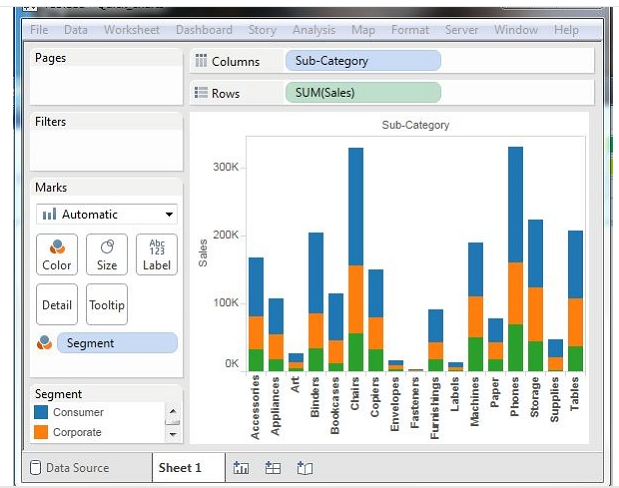 File Data Worksheet Dashboard Story Analysis Map Format Server Window Help
Pages
Columns Sub-Category
Rows SUM(Sales)
Filters
Marks
Automatic
Color Size Abc 123 Label
Detail Tooltip
Segment
Segment
Consumer
Corporate
Sub-Category
Sales
300K
200K
100K
0K
Accessories
Appliances
Art
Binders
Bookcases
Chairs
Copiers
Envelopes
Fasteners
Furnishings
Labels
Machines
Paper
Phones
Storage
Supplies
Tables
Data Source Sheet 1